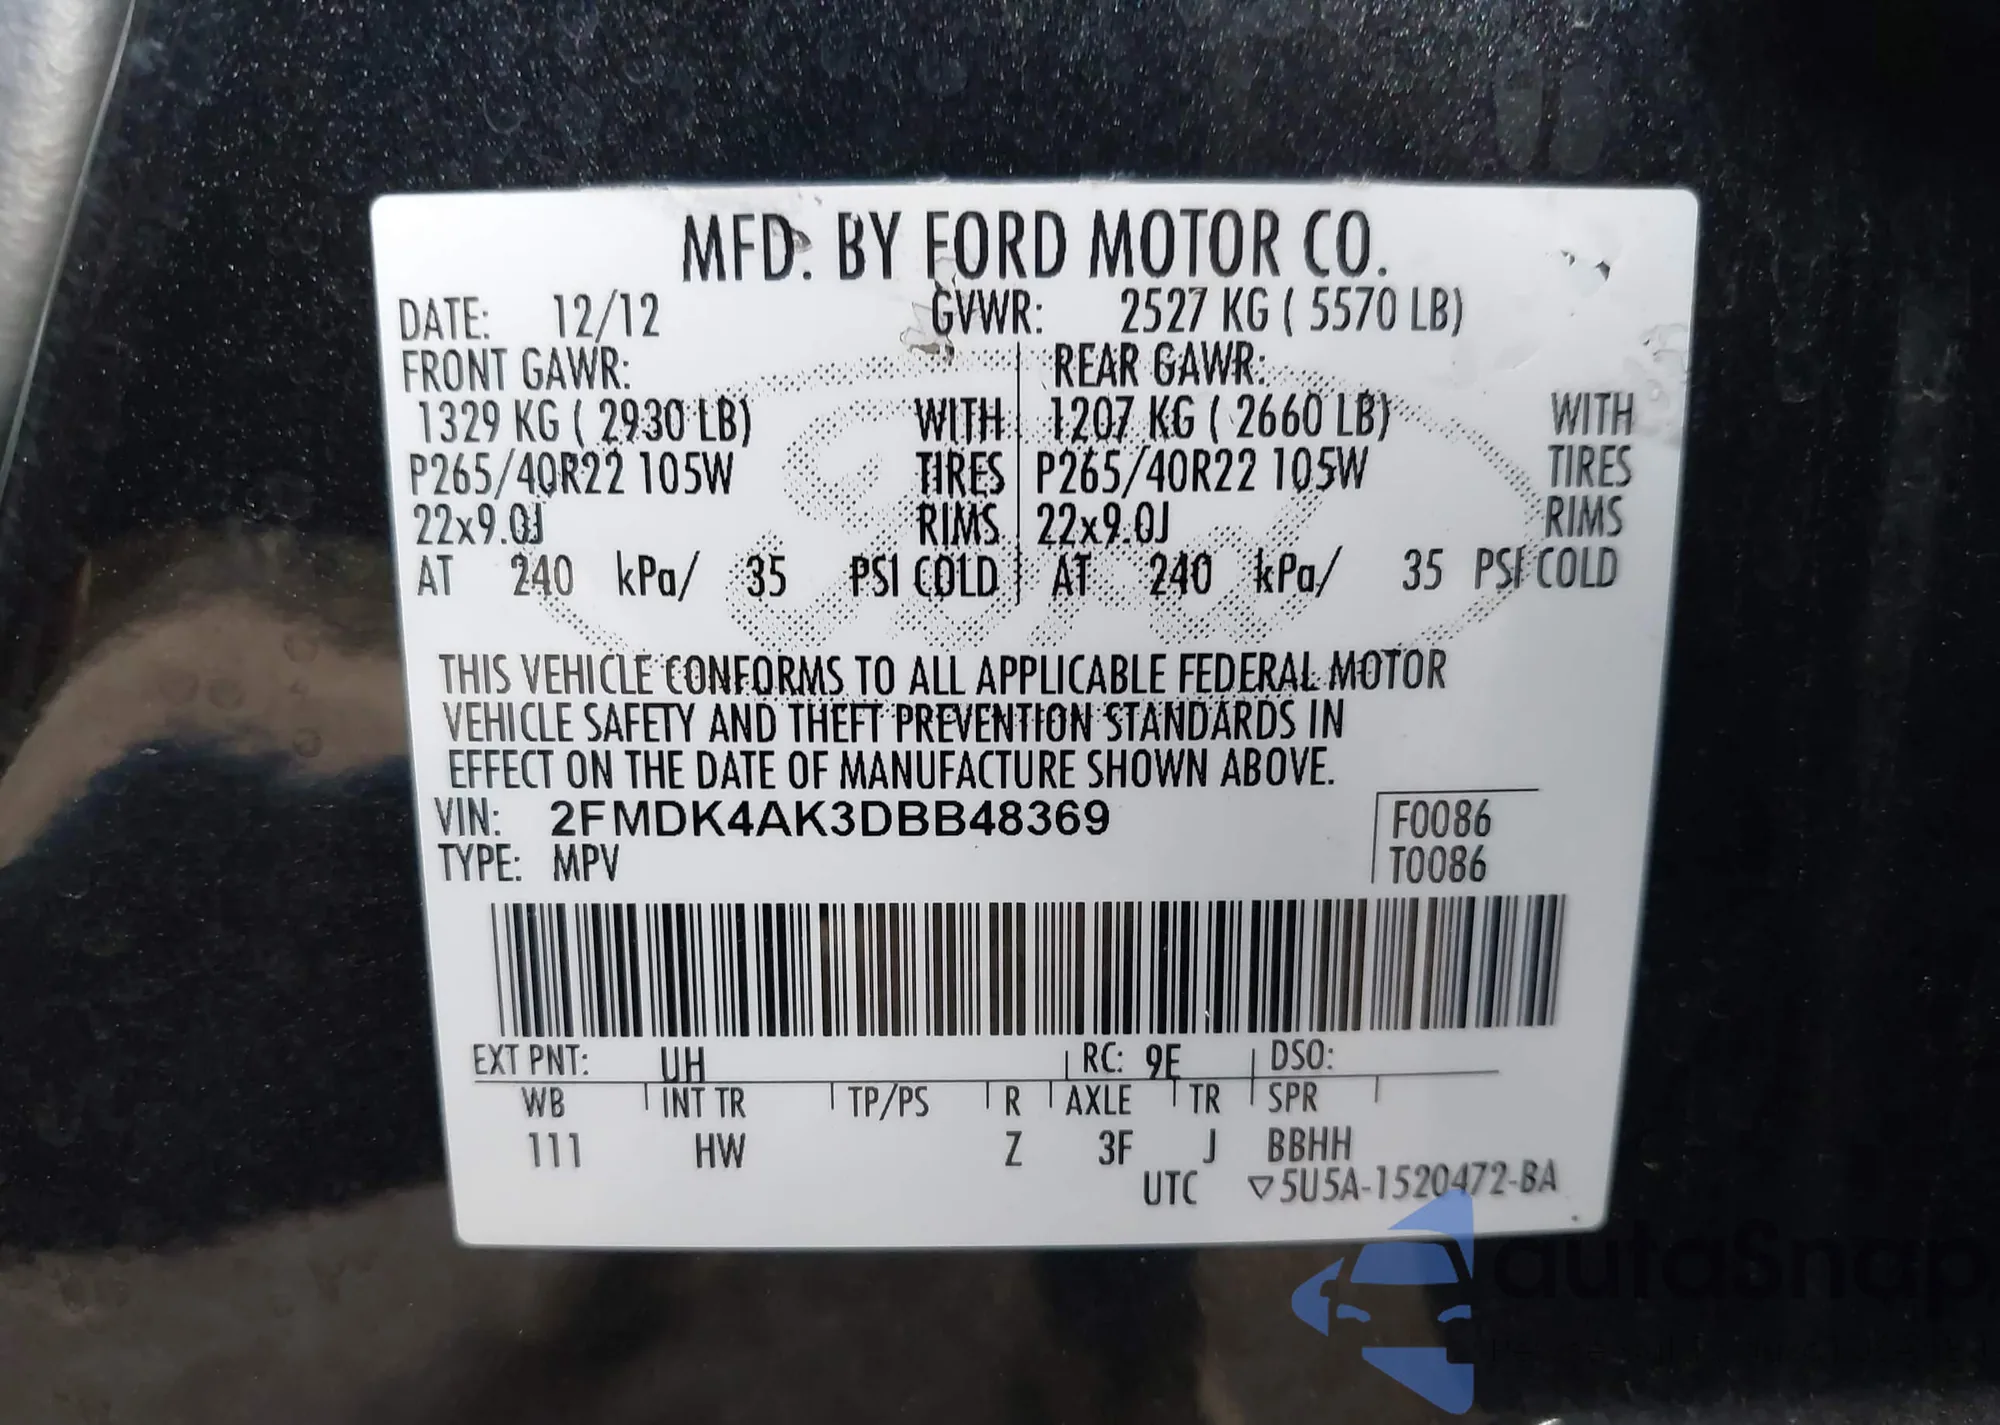 MFD. BY FORD MOTOR CO.
DATE: 12/12 GVWR: 2527 KG ( 5570 LB)
FRONT GAWR: REAR GAWR:
1329 KG ( 2930 LB) WITH 1207 KG ( 2660 LB) WITH
P265/40R22 105W TIRES P265/40R22 105W TIRES
22x9.0J RIMS 22x9.0J RIMS
AT 240 kPa/ 35 PSI COLD AT 240 kPa/ 35 PSI COLD
THIS VEHICLE CONFORMS TO ALL APPLICABLE FEDERAL MOTOR
VEHICLE SAFETY AND THEFT PREVENTION STANDARDS IN
EFFECT ON THE DATE OF MANUFACTURE SHOWN ABOVE.
VIN: 2FMDK4AK3DBB48369 F0086
TYPE: MPV T0086
EXT PNT: UH RC: 9E DSO:
WB INT TR TP/PS R AXLE TR SPR
111 HW Z 3F J BBHH
UTC ▽5U5A-1520472-BA
autoSnap